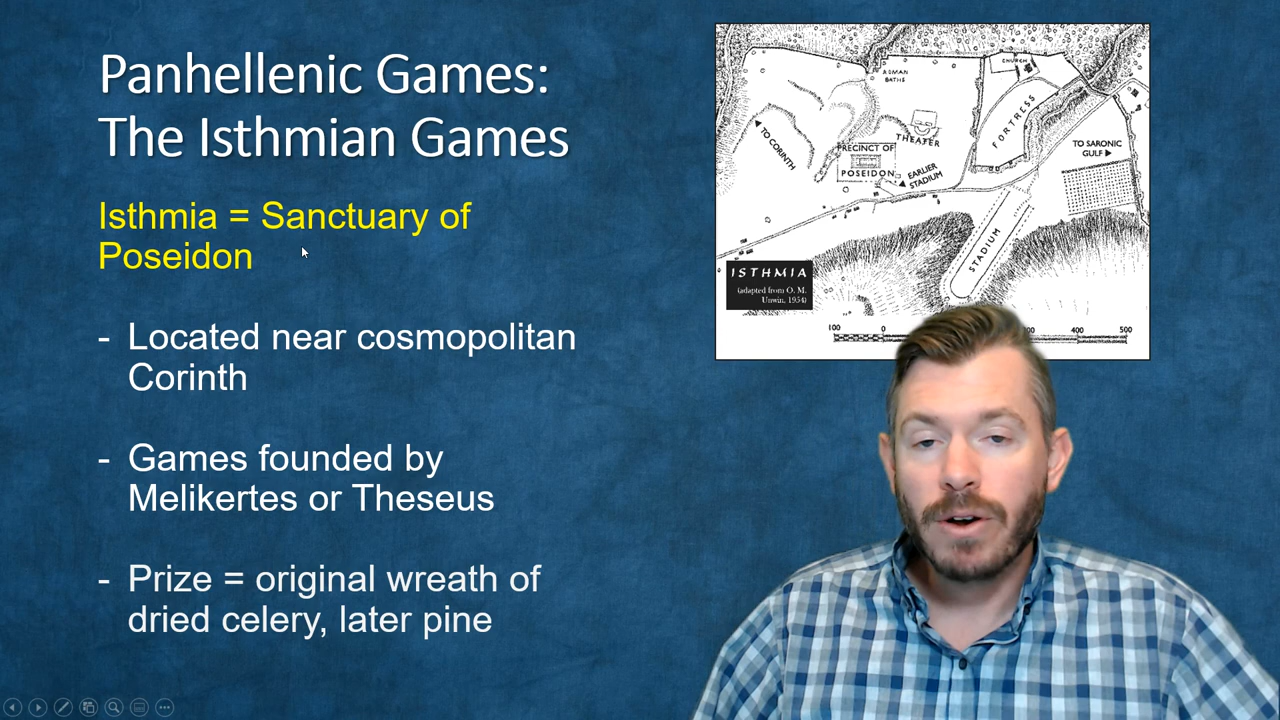 Panhellenic Games:
The Isthmian Games
Isthmia = Sanctuary of
Poseidon
- Located near cosmopolitan
Corinth
- Games founded by
Melikertes or Theseus
- Prize = original wreath of
dried celery, later pine
CHURCH
ROMAN
BATHS
FORTRESS
THEATER
TO CORINTH
PRECINCT OF
POSEIDON
EARLIER
STADIUM
TO SARONIC
GULF
STADIUM
ISTHMIA
(adapted from O. M.
Unwin, 1954)
100 0 300 400 500